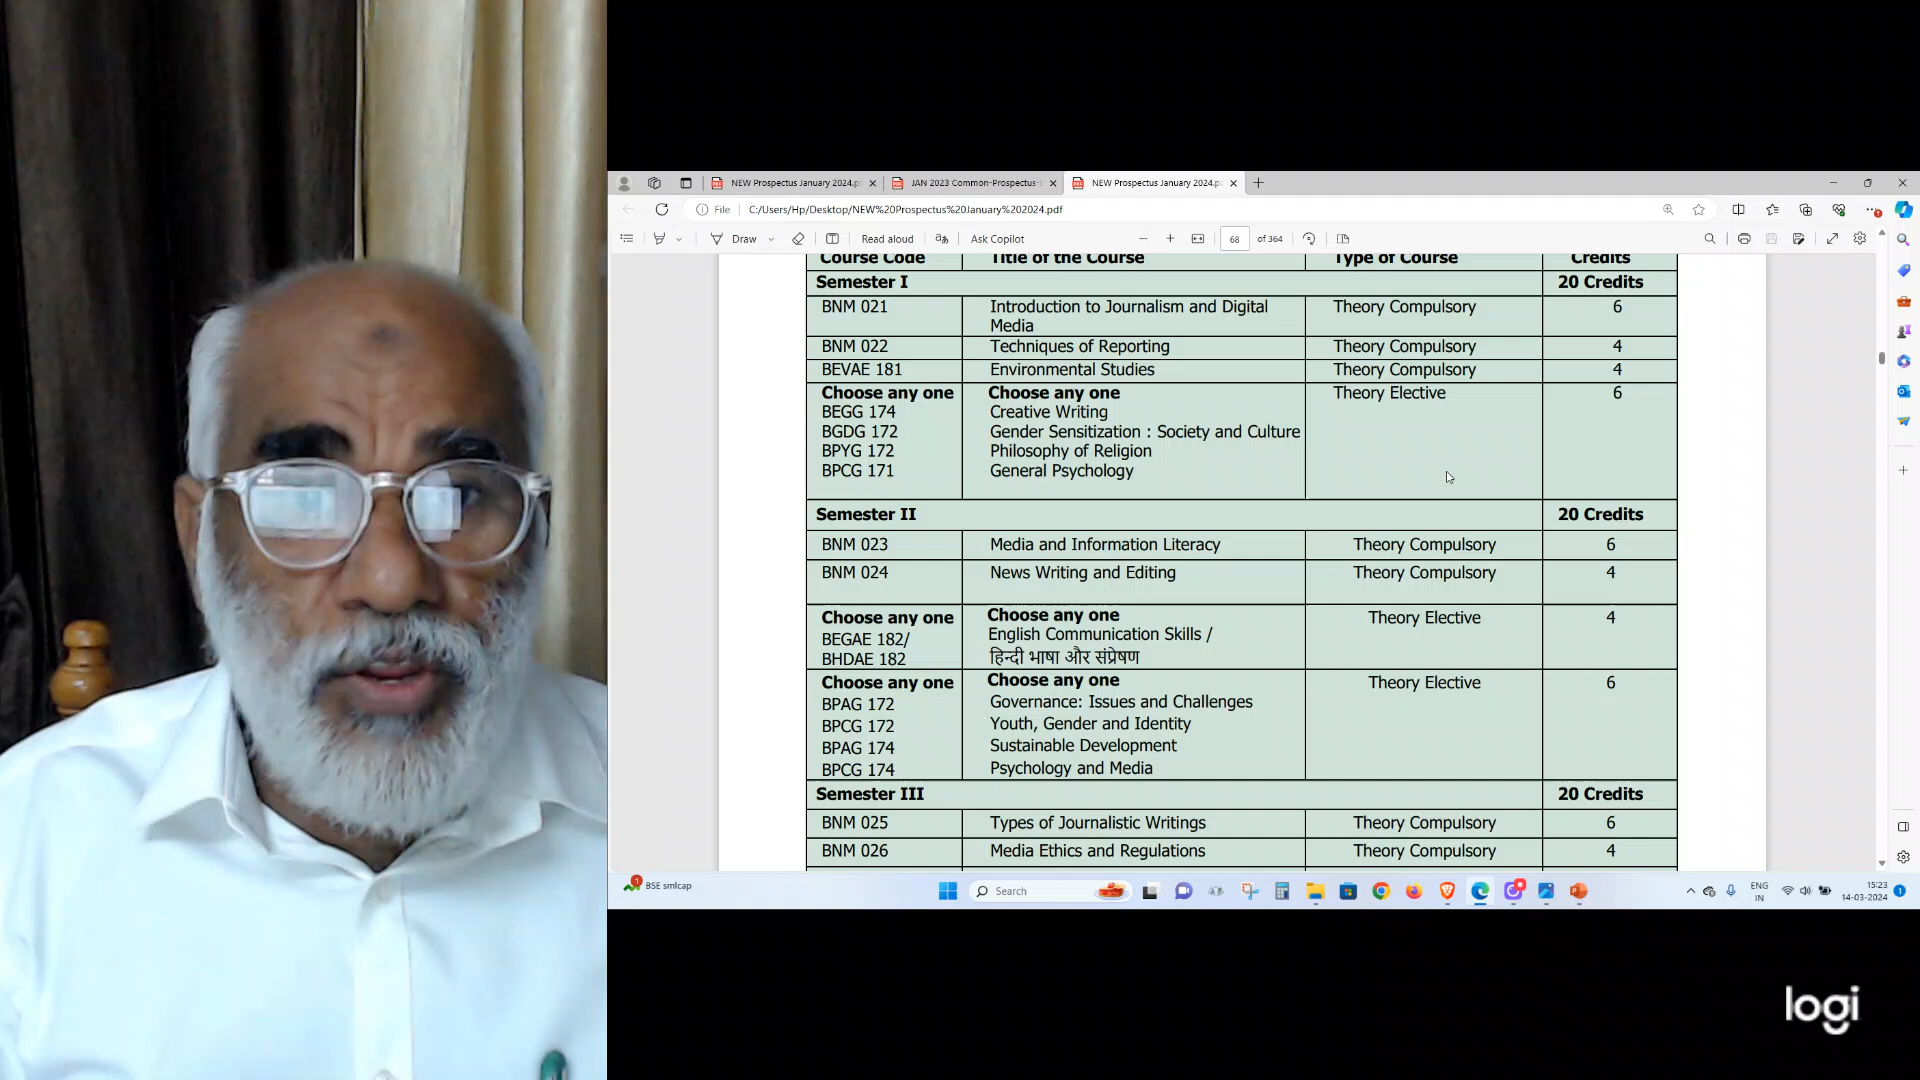 NEW Prospectus January 2024.p
JAN 2023 Common-Prospectus-
NEW Prospectus January 2024.p
File C:/Users/Hp/Desktop/NEW%20Prospectus%20January%202024.pdf
Draw Read aloud Ask Copilot 68 of 364
Course Code Title of the Course Type of Course Credits
Semester I 20 Credits
BNM 021 Introduction to Journalism and Digital Theory Compulsory 6
Media
BNM 022 Techniques of Reporting Theory Compulsory 4
BEVAE 181 Environmental Studies Theory Compulsory 4
Choose any one Choose any one Theory Elective 6
BEGG 174 Creative Writing
BGDG 172 Gender Sensitization : Society and Culture
BPYG 172 Philosophy of Religion
BPCG 171 General Psychology
Semester II 20 Credits
BNM 023 Media and Information Literacy Theory Compulsory 6
BNM 024 News Writing and Editing Theory Compulsory 4
Choose any one Choose any one Theory Elective 4
BEGAE 182/ English Communication Skills /
BHDAE 182 हिन्दी भाषा और संप्रेषण
Choose any one Choose any one Theory Elective 6
BPAG 172 Governance: Issues and Challenges
BPCG 172 Youth, Gender and Identity
BPAG 174 Sustainable Development
BPCG 174 Psychology and Media
Semester III 20 Credits
BNM 025 Types of Journalistic Writings Theory Compulsory 6
BNM 026 Media Ethics and Regulations Theory Compulsory 4
1 BSE smlcap
Search
ENG
IN
15:23
14-03-2024
1
logi